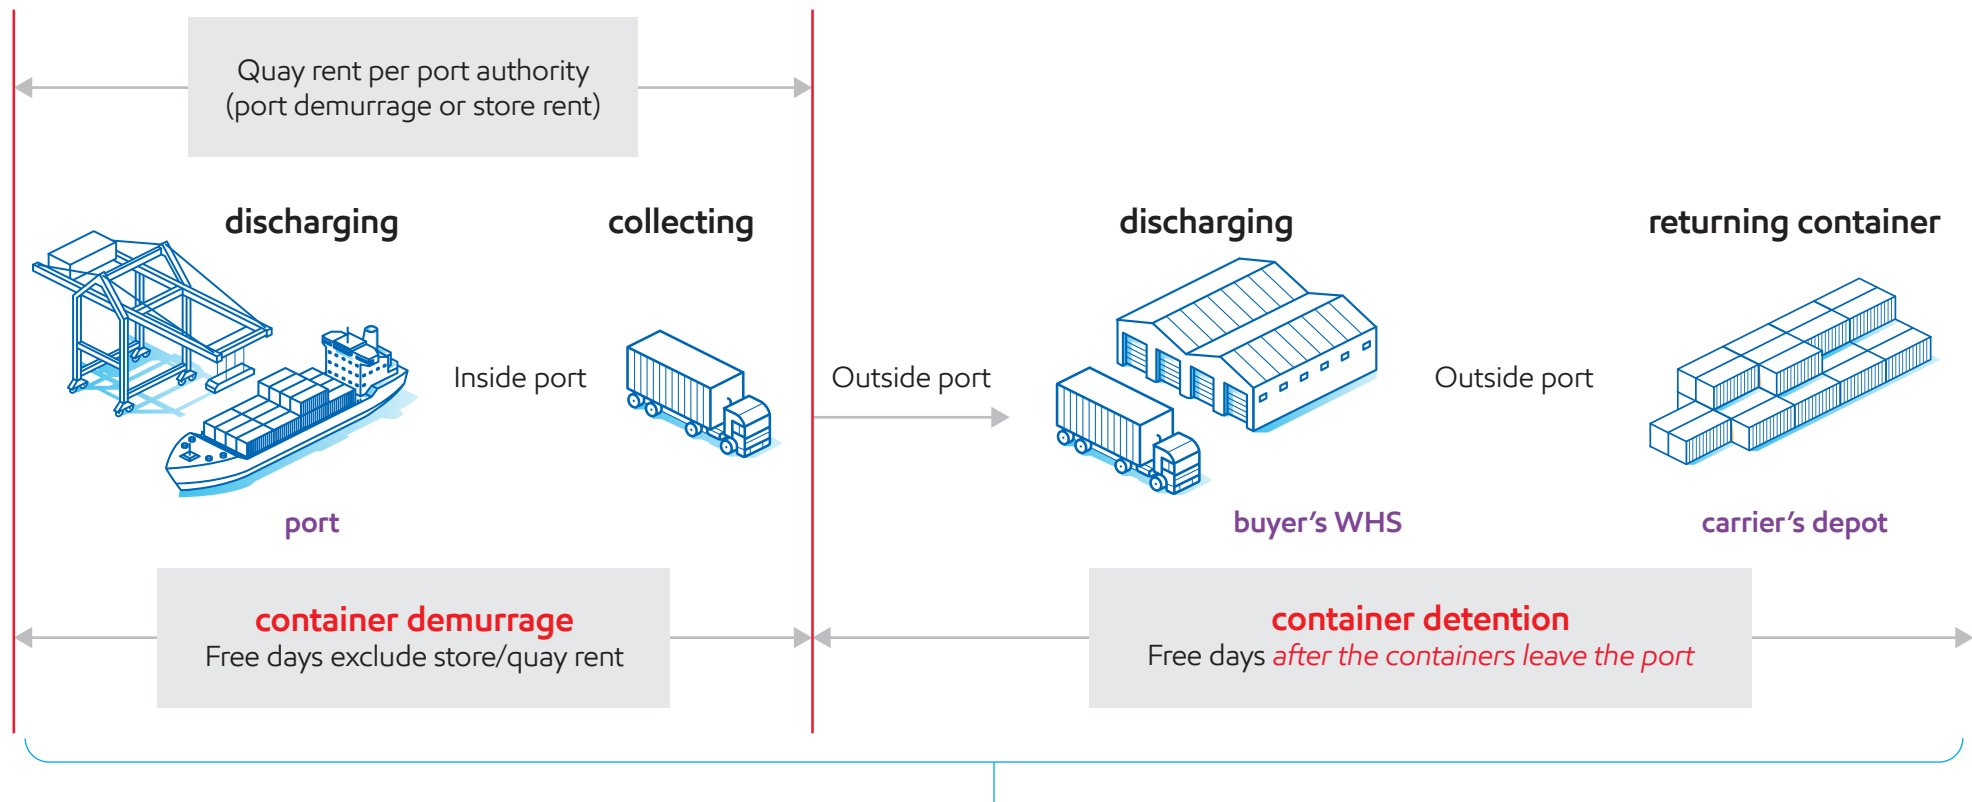 Quay rent per port authority
(port demurrage or store rent)
discharging
collecting
discharging
returning container
Inside port
Outside port
Outside port
port
buyer’s WHS
carrier’s depot
container demurrage
Free days exclude store/quay rent
container detention
Free days after the containers leave the port